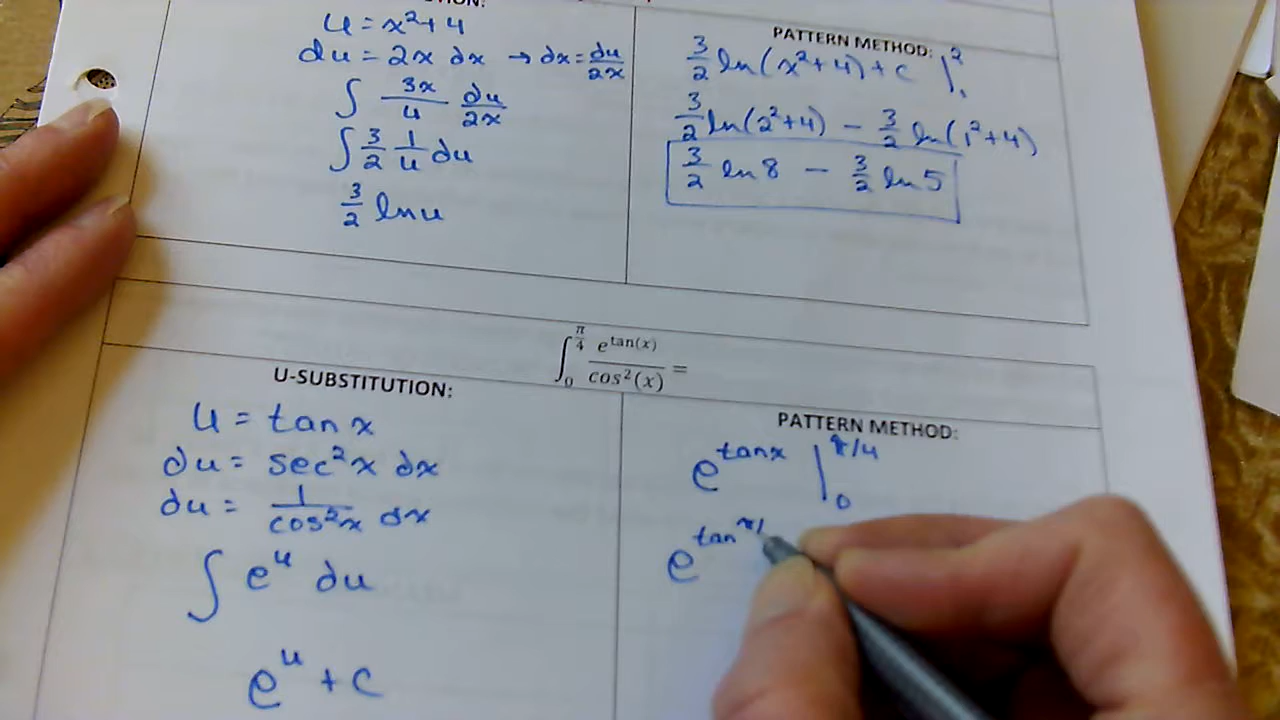 u = x² + 4
du = 2x dx → dx = du/2x
∫ 3x/u du/2x
∫ 3/2 1/u du
3/2 ln u
PATTERN METHOD:
3/2 ln(x²+4) + c |₁²
3/2 ln(2²+4) – 3/2 ln(1²+4)
3/2 ln 8 – 3/2 ln 5
∫₀^(π/4) e^tan(x)/cos²(x) =
U-SUBSTITUTION:
u = tan x
du = sec²x dx
du = 1/cos²x dx
∫ e^u du
e^u + c
PATTERN METHOD:
e^tanx |₀^π/4
e^tan π/